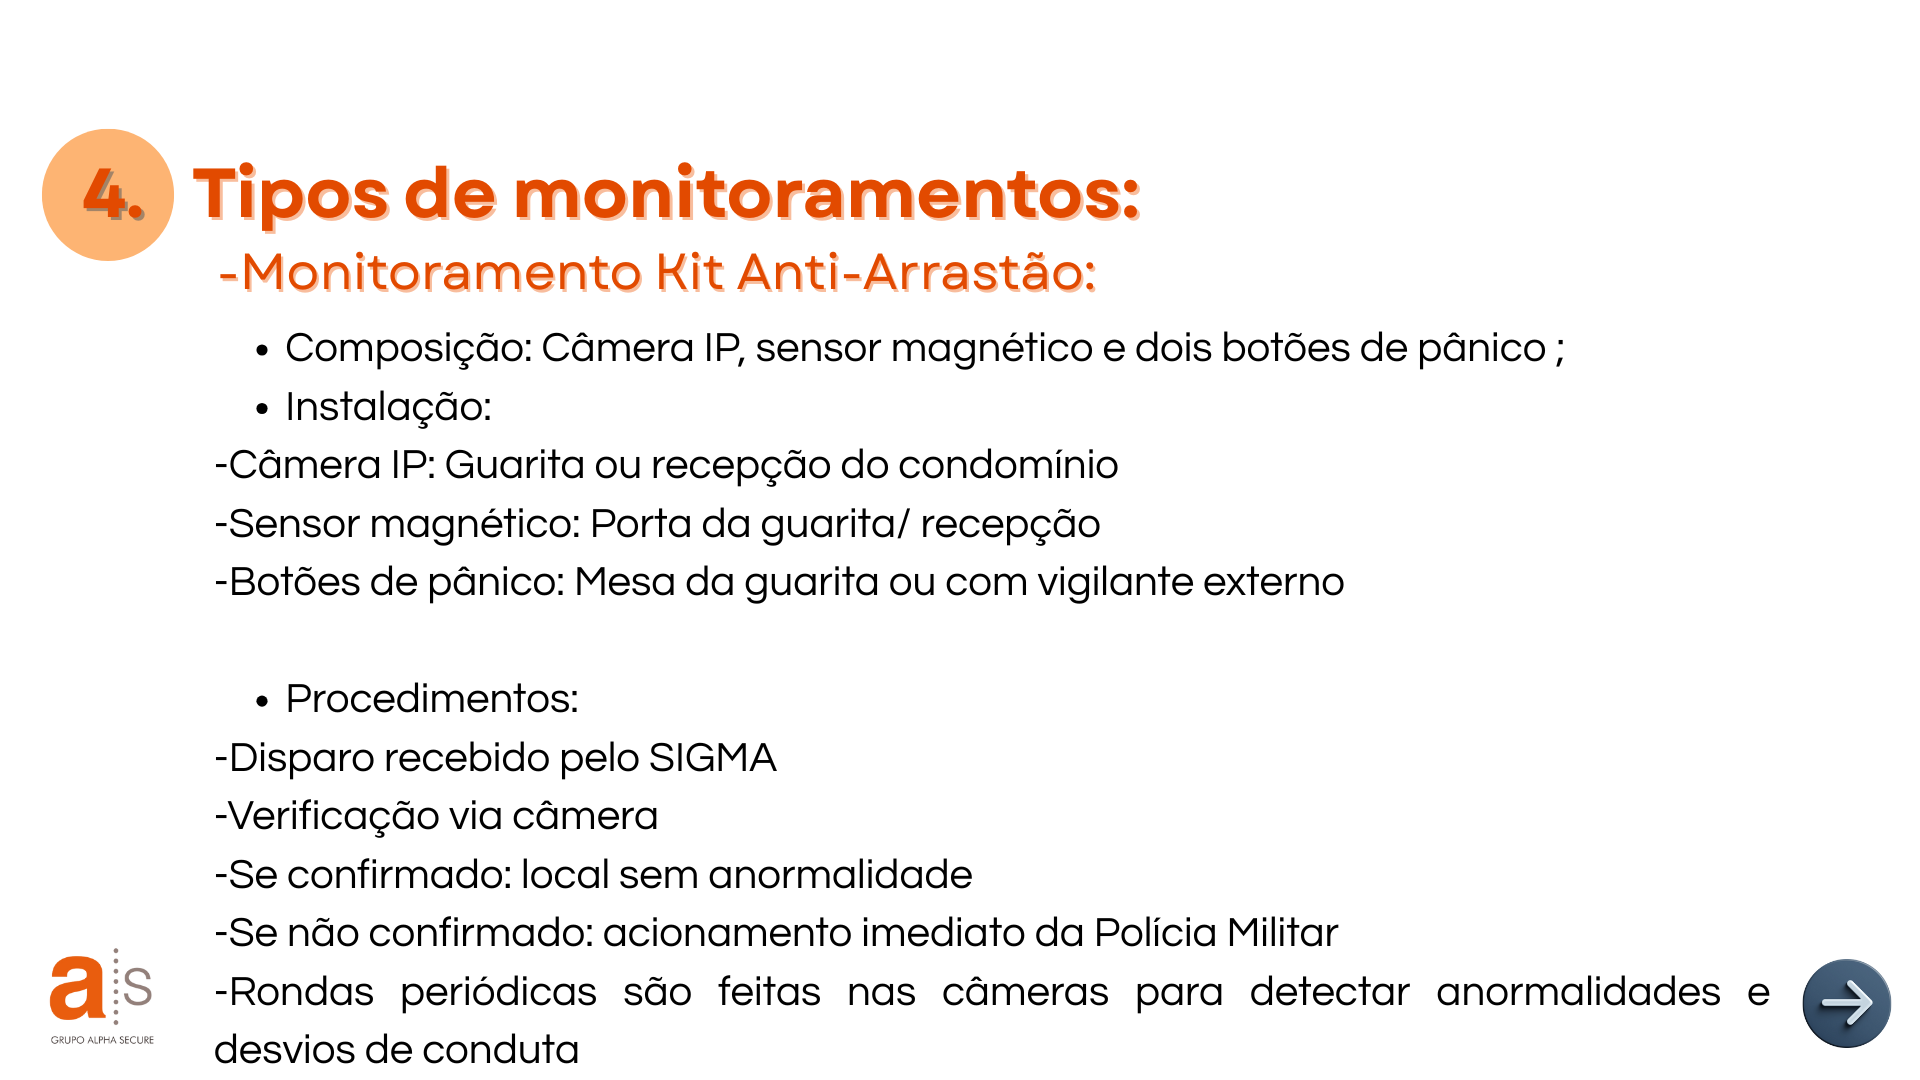 4. Tipos de monitoramentos:
-Monitoramento Kit Anti-Arrastão:
• Composição: Câmera IP, sensor magnético e dois botões de pânico ;
• Instalação:
-Câmera IP: Guarita ou recepção do condomínio
-Sensor magnético: Porta da guarita/ recepção
-Botões de pânico: Mesa da guarita ou com vigilante externo
• Procedimentos:
-Disparo recebido pelo SIGMA
-Verificação via câmera
-Se confirmado: local sem anormalidade
-Se não confirmado: acionamento imediato da Polícia Militar
-Rondas periódicas são feitas nas câmeras para detectar anormalidades e
desvios de conduta
a s
GRUPO ALPHA SECURE